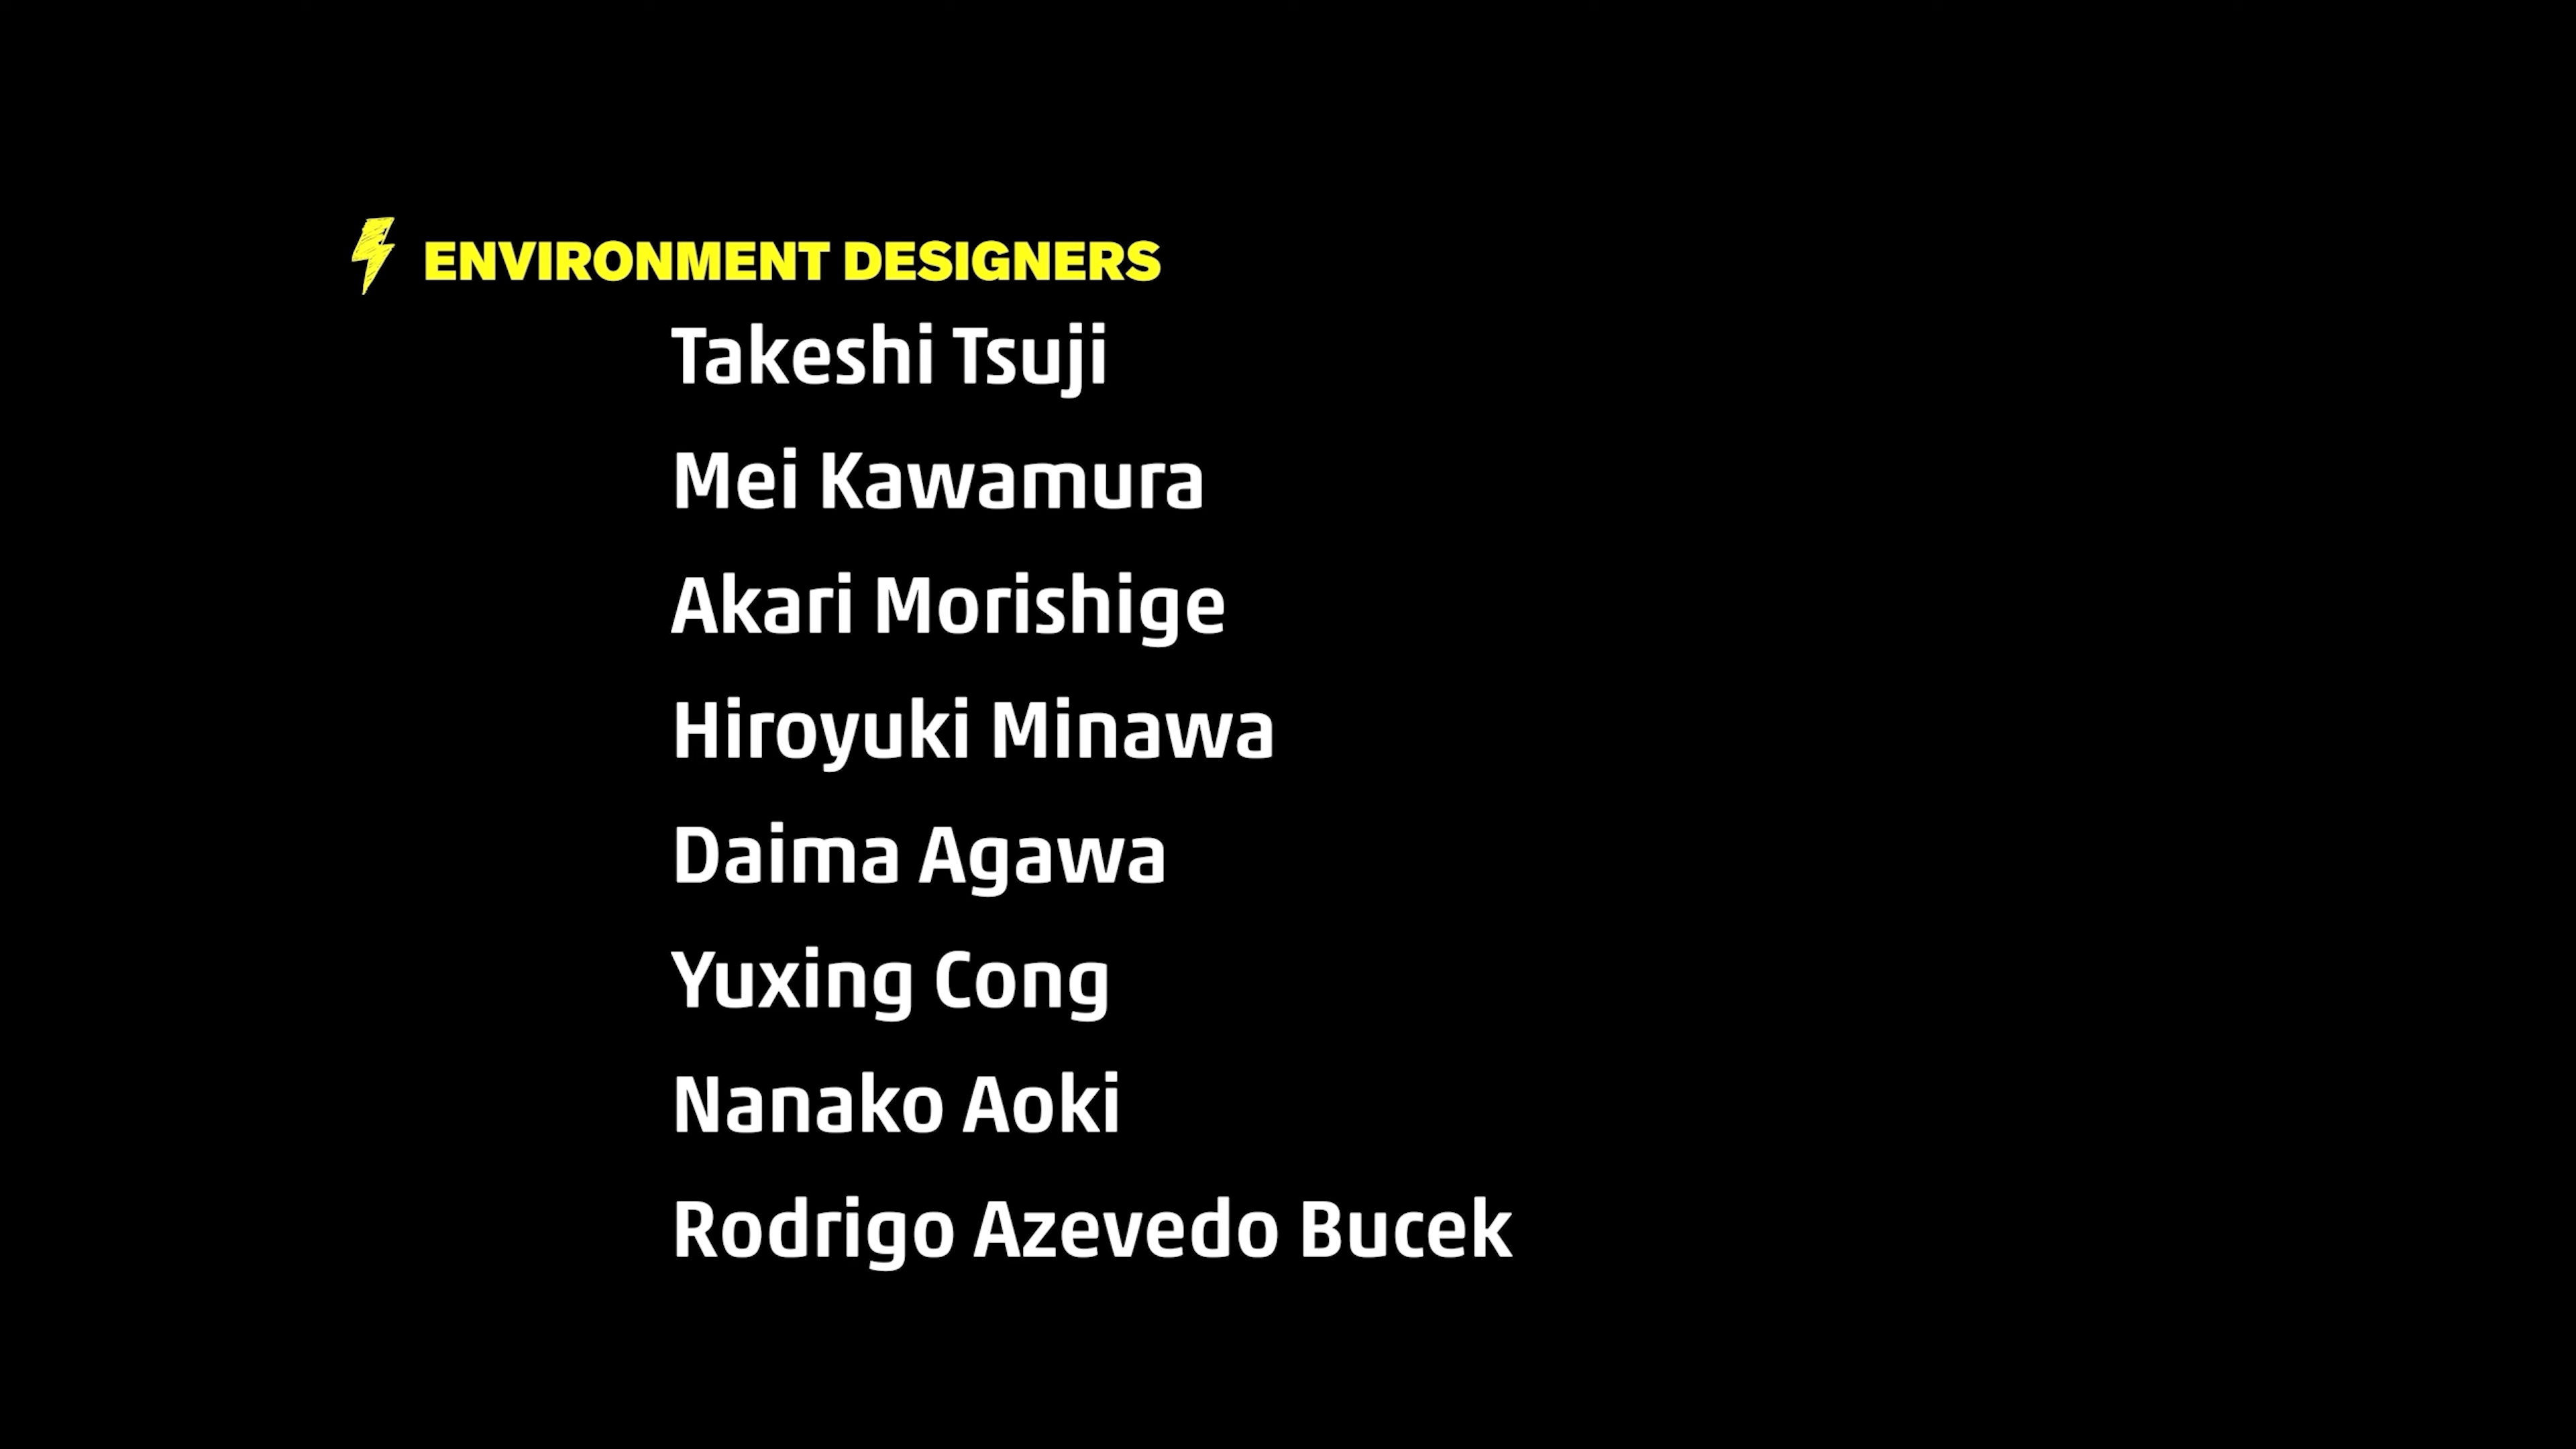 ENVIRONMENT DESIGNERS
Takeshi Tsuji
Mei Kawamura
Akari Morishige
Hiroyuki Minawa
Daima Agawa
Yuxing Cong
Nanako Aoki
Rodrigo Azevedo Bucek